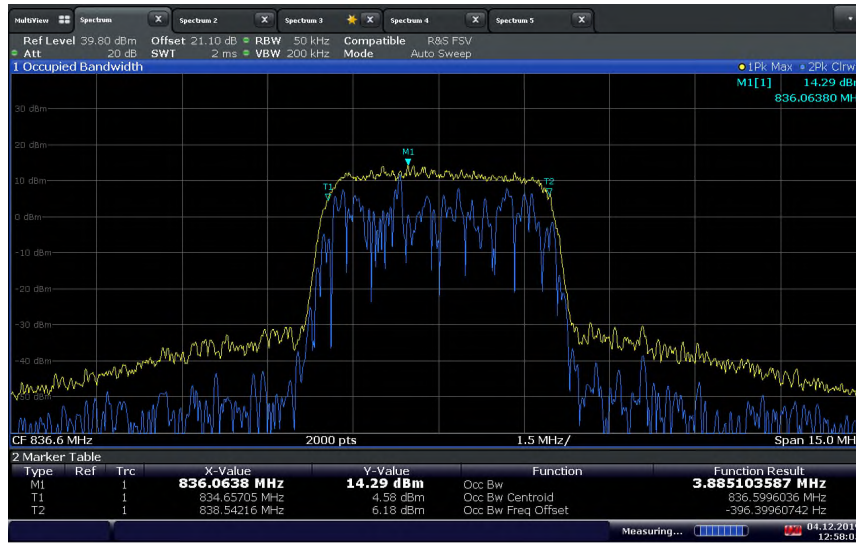 MultiView Spectrum X Spectrum 2 X Spectrum 3 X Spectrum 4 X Spectrum 5 X
Ref Level 39.80 dBm Offset 21.10 dB RBW 50 kHz Compatible R&S FSV
Att 20 dB SWT 2 ms VBW 200 kHz Mode Auto Sweep
1 Occupied Bandwidth 1Pk Max 2Pk Clrw
M1[1] 14.29 dBm
836.06380 MH
30 dBm
20 dBm
M1
10 dBm
T1 T2
0 dBm
-10 dBm
-20 dBm
-30 dBm
-40 dBm
-50 dBm
CF 836.6 MHz 2000 pts 1.5 MHz/ Span 15.0 MH
2 Marker Table
Type Ref Trc X-Value Y-Value Function Function Result
M1 1 836.0638 MHz 14.29 dBm Occ Bw 3.885103587 MHz
T1 1 834.65705 MHz 4.58 dBm Occ Bw Centroid 836.5996036 MHz
T2 1 838.54216 MHz 6.18 dBm Occ Bw Freq Offset -396.39960742 Hz
Measuring... 04.12.201
12:58:0